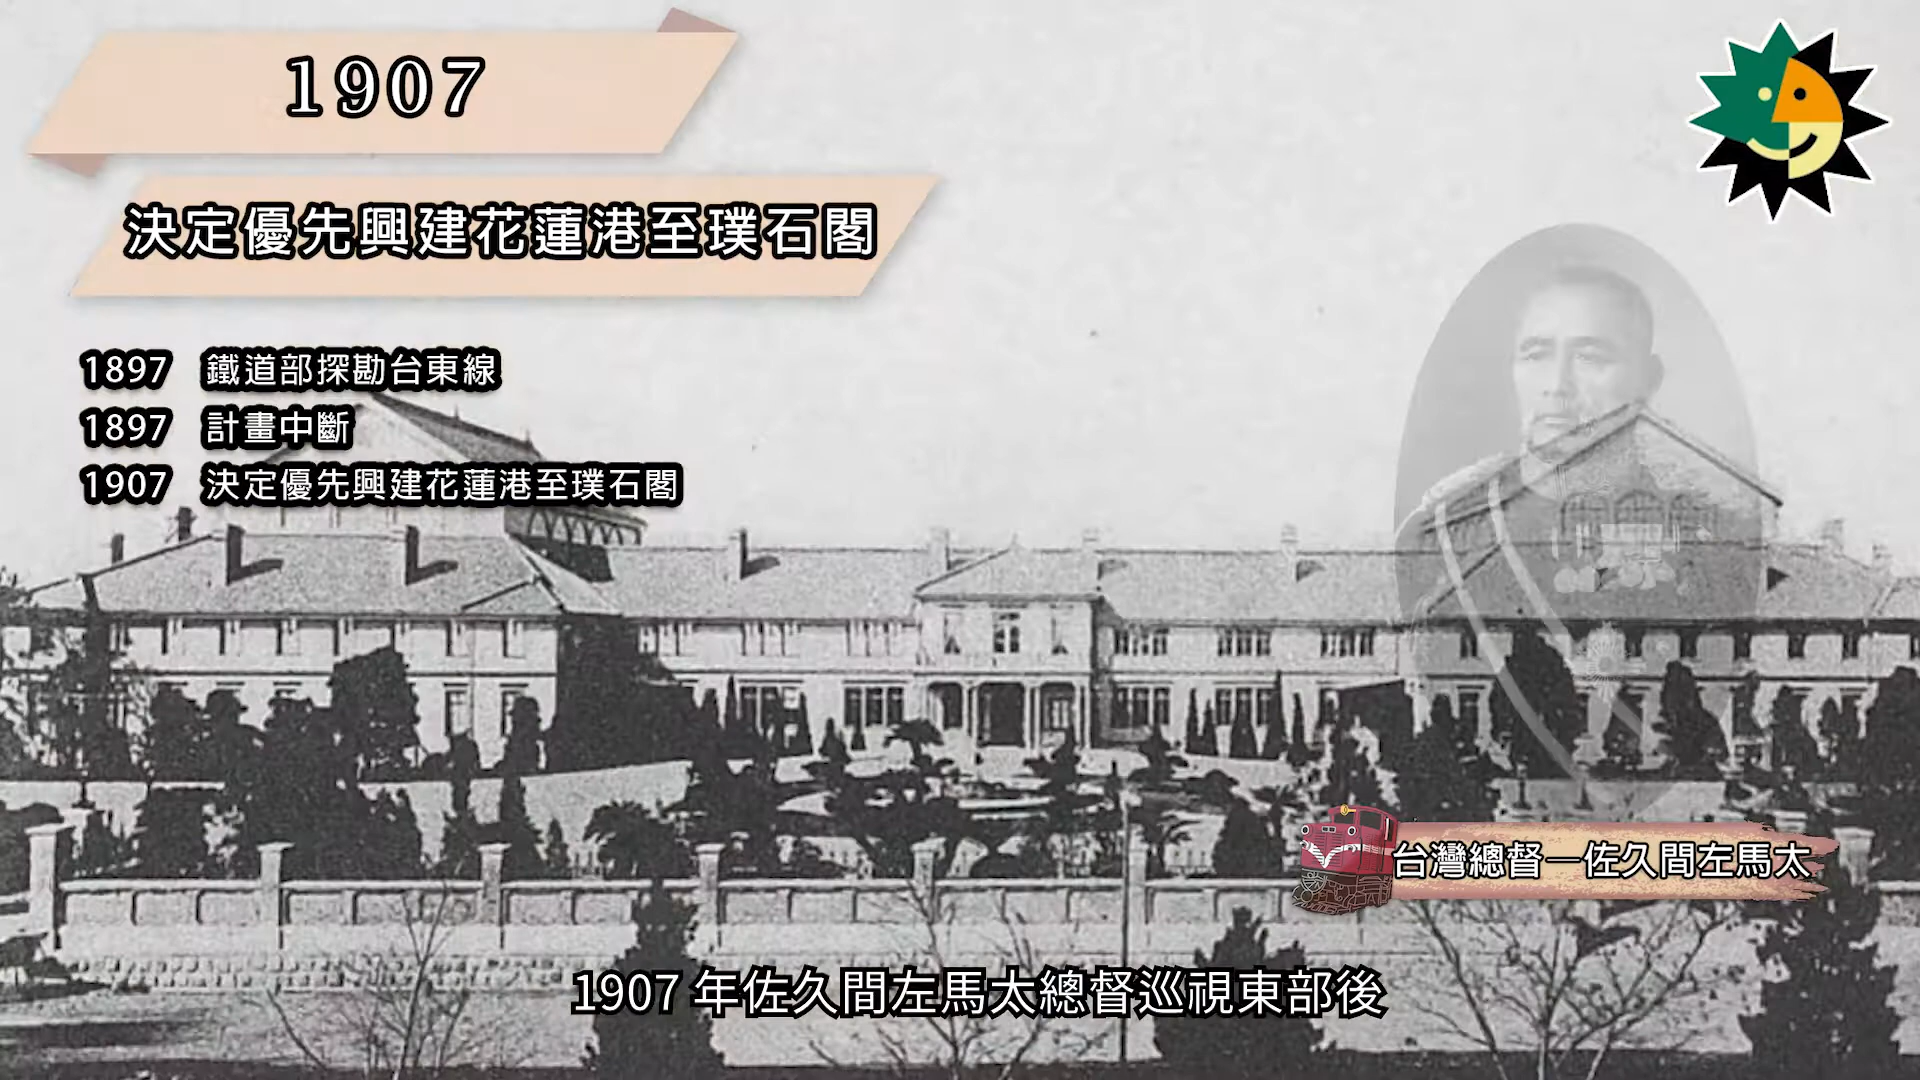 1907
決定優先興建花蓮港至璞石閣
1897 鐵道部探勘台東線
1897 計畫中斷
1907 決定優先興建花蓮港至璞石閣
台灣總督—佐久間左馬太
1907 年佐久間左馬太總督巡視東部後